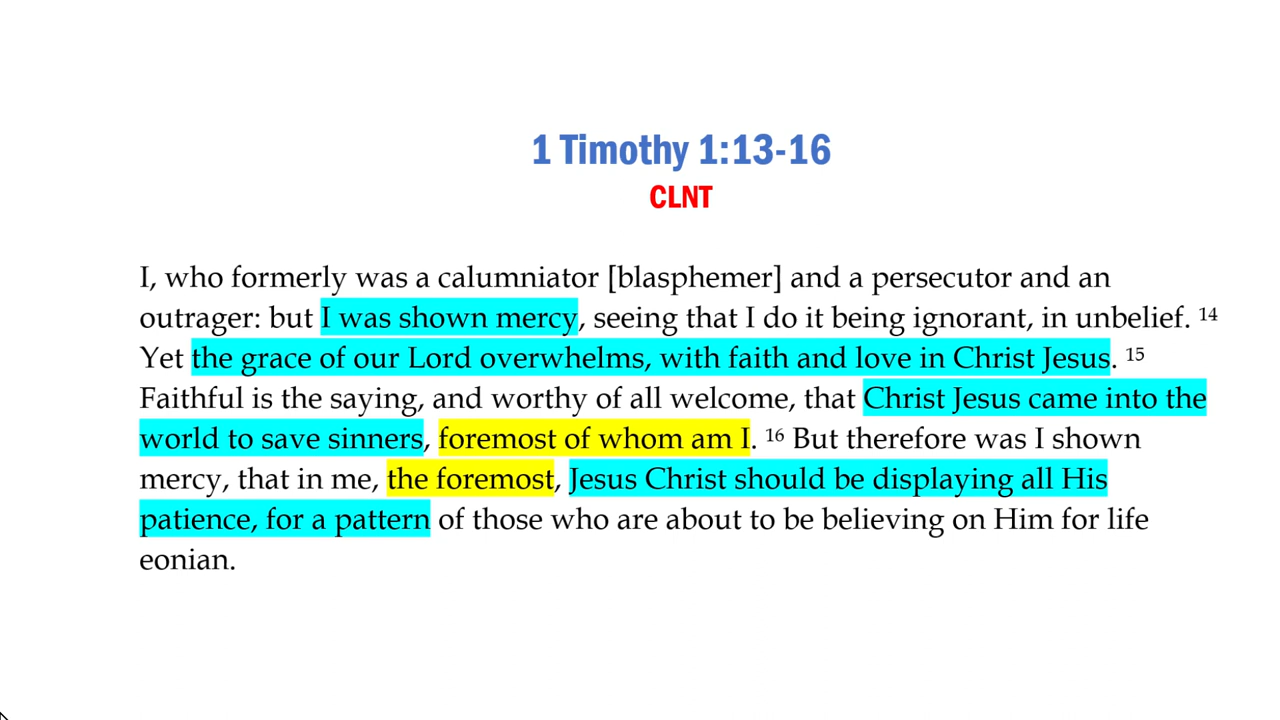 1 Timothy 1:13-16
CLNT
I, who formerly was a calumniator [blasphemer] and a persecutor and an
outrager: but I was shown mercy, seeing that I do it being ignorant, in unbelief. 14
Yet the grace of our Lord overwhelms, with faith and love in Christ Jesus. 15
Faithful is the saying, and worthy of all welcome, that Christ Jesus came into the
world to save sinners, foremost of whom am I. 16 But therefore was I shown
mercy, that in me, the foremost, Jesus Christ should be displaying all His
patience, for a pattern of those who are about to be believing on Him for life
eonian.